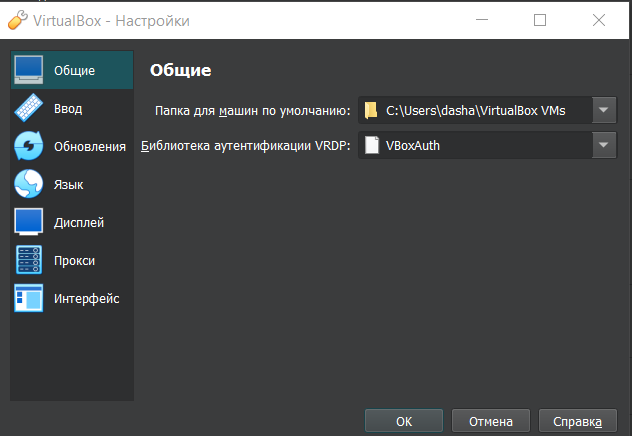 VirtualBox - Настройки
Общие
Ввод
Обновления
Язык
Дисплей
Прокси
Интерфейс
Общие
Папка для машин по умолчанию: C:\Users\dasha\VirtualBox VMs
Библиотека аутентификации VRDP: VBoxAuth
OK Отмена Справка